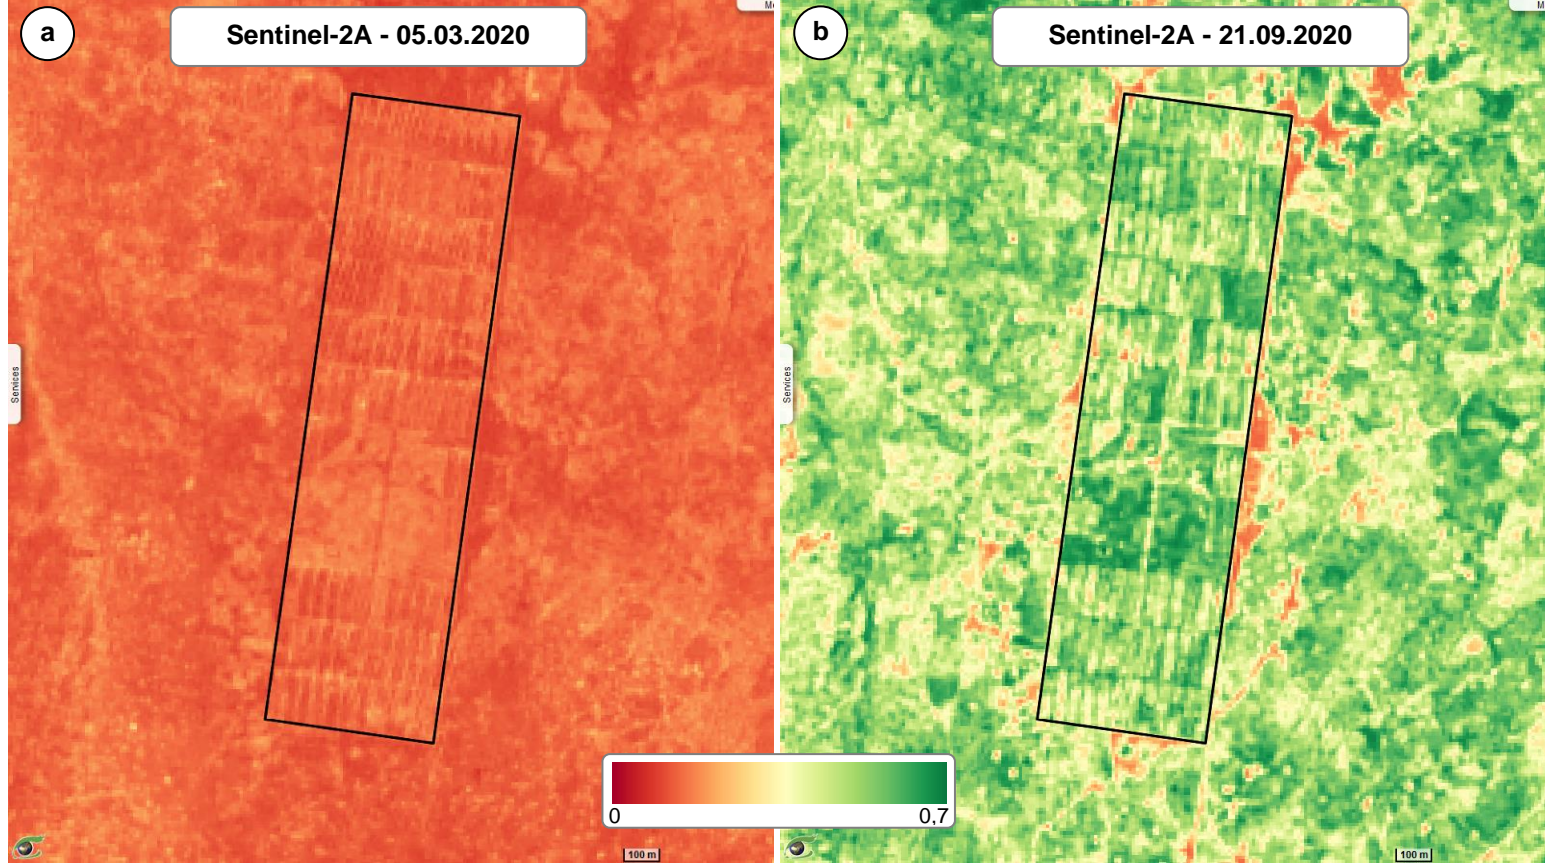 a
Sentinel-2A - 05.03.2020
b
Sentinel-2A - 21.09.2020
M
Services
Services
0
0,7
100 m
100 m